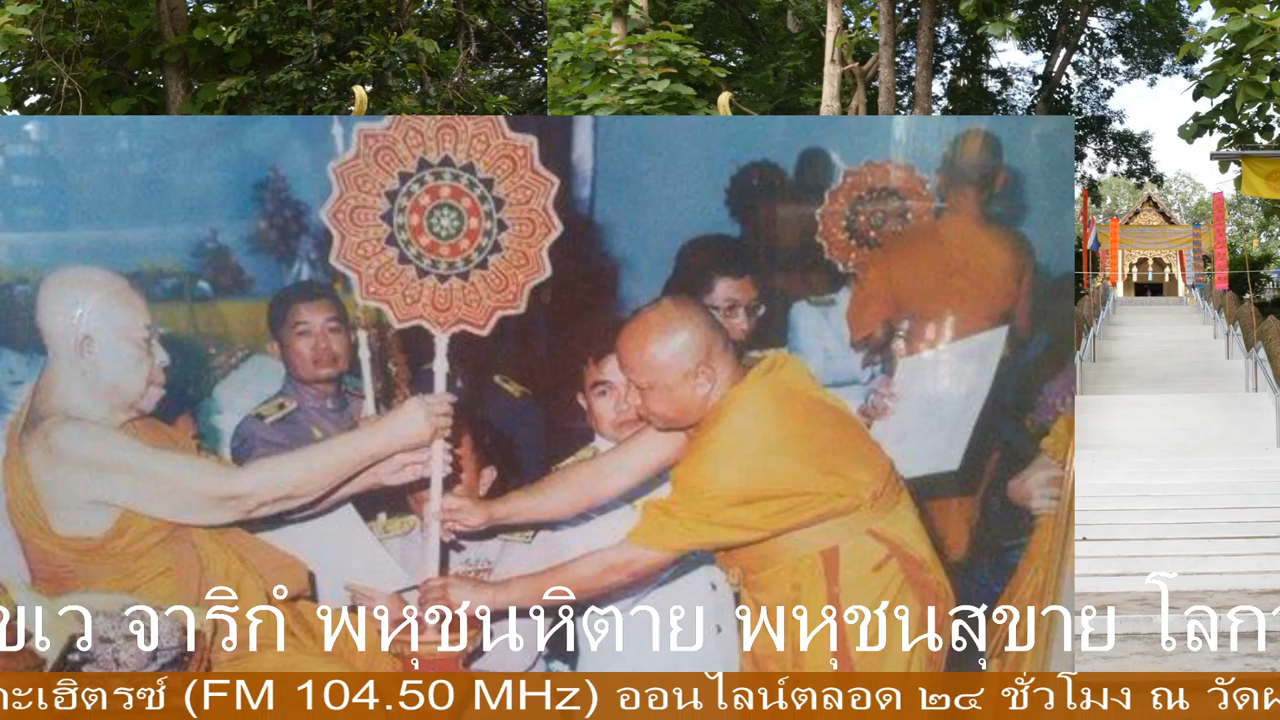 ขเว จาริกํ พหุชนหิตาย พหุชนสุขาย โลกา
กะเฮิตรซ์ (FM 104.50 MHz) ออนไลน์ตลอด ๒๔ ชั่วโมง ณ วัดผ